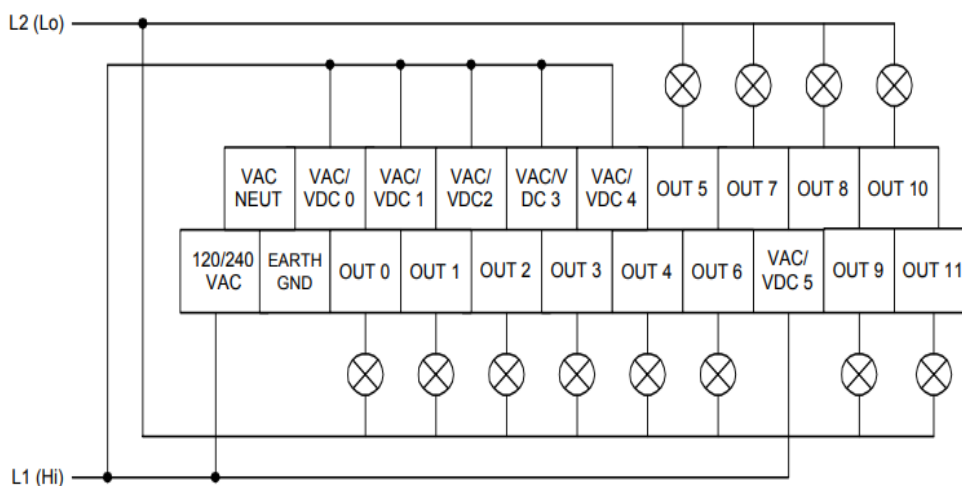 L2 (Lo)
VAC
NEUT
VAC/
VDC 0
VAC/
VDC 1
VAC/
VDC2
VAC/V
DC 3
VAC/
VDC 4
OUT 5
OUT 7
OUT 8
OUT 10
120/240
VAC
EARTH
GND
OUT 0
OUT 1
OUT 2
OUT 3
OUT 4
OUT 6
VAC/
VDC 5
OUT 9
OUT 11
L1 (Hi)